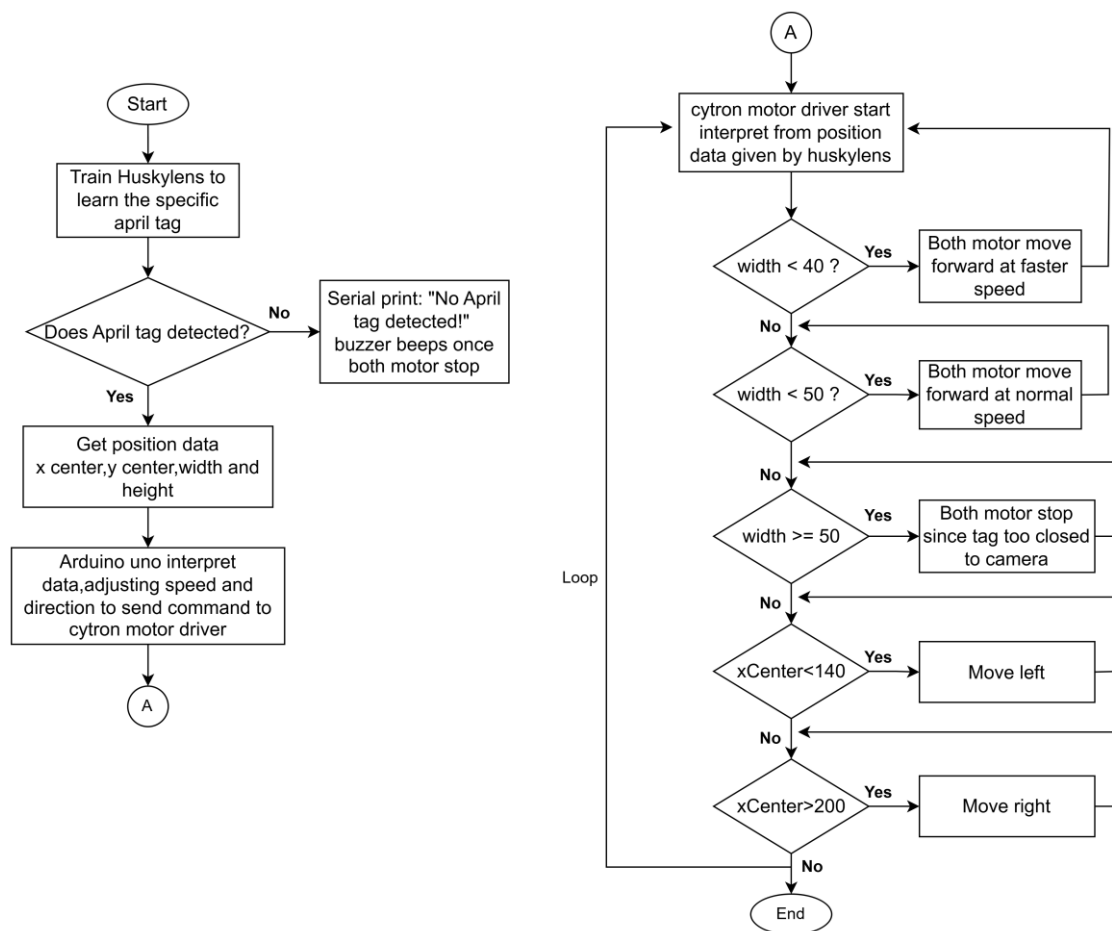 Start
Train Huskylens to
learn the specific
april tag
Does April tag detected?
No
Serial print: "No April
tag detected!"
buzzer beeps once
both motor stop
Yes
Get position data
x center,y center,width and
height
Arduino uno interpret
data,adjusting speed and
direction to send command to
cytron motor driver
A
A
cytron motor driver start
interpret from position
data given by huskylens
width < 40 ?
Yes
Both motor move
forward at faster
speed
No
width < 50 ?
Yes
Both motor move
forward at normal
speed
No
width >= 50
Yes
Both motor stop
since tag too closed
to camera
Loop
No
xCenter<140
Yes
Move left
No
xCenter>200
Yes
Move right
No
End